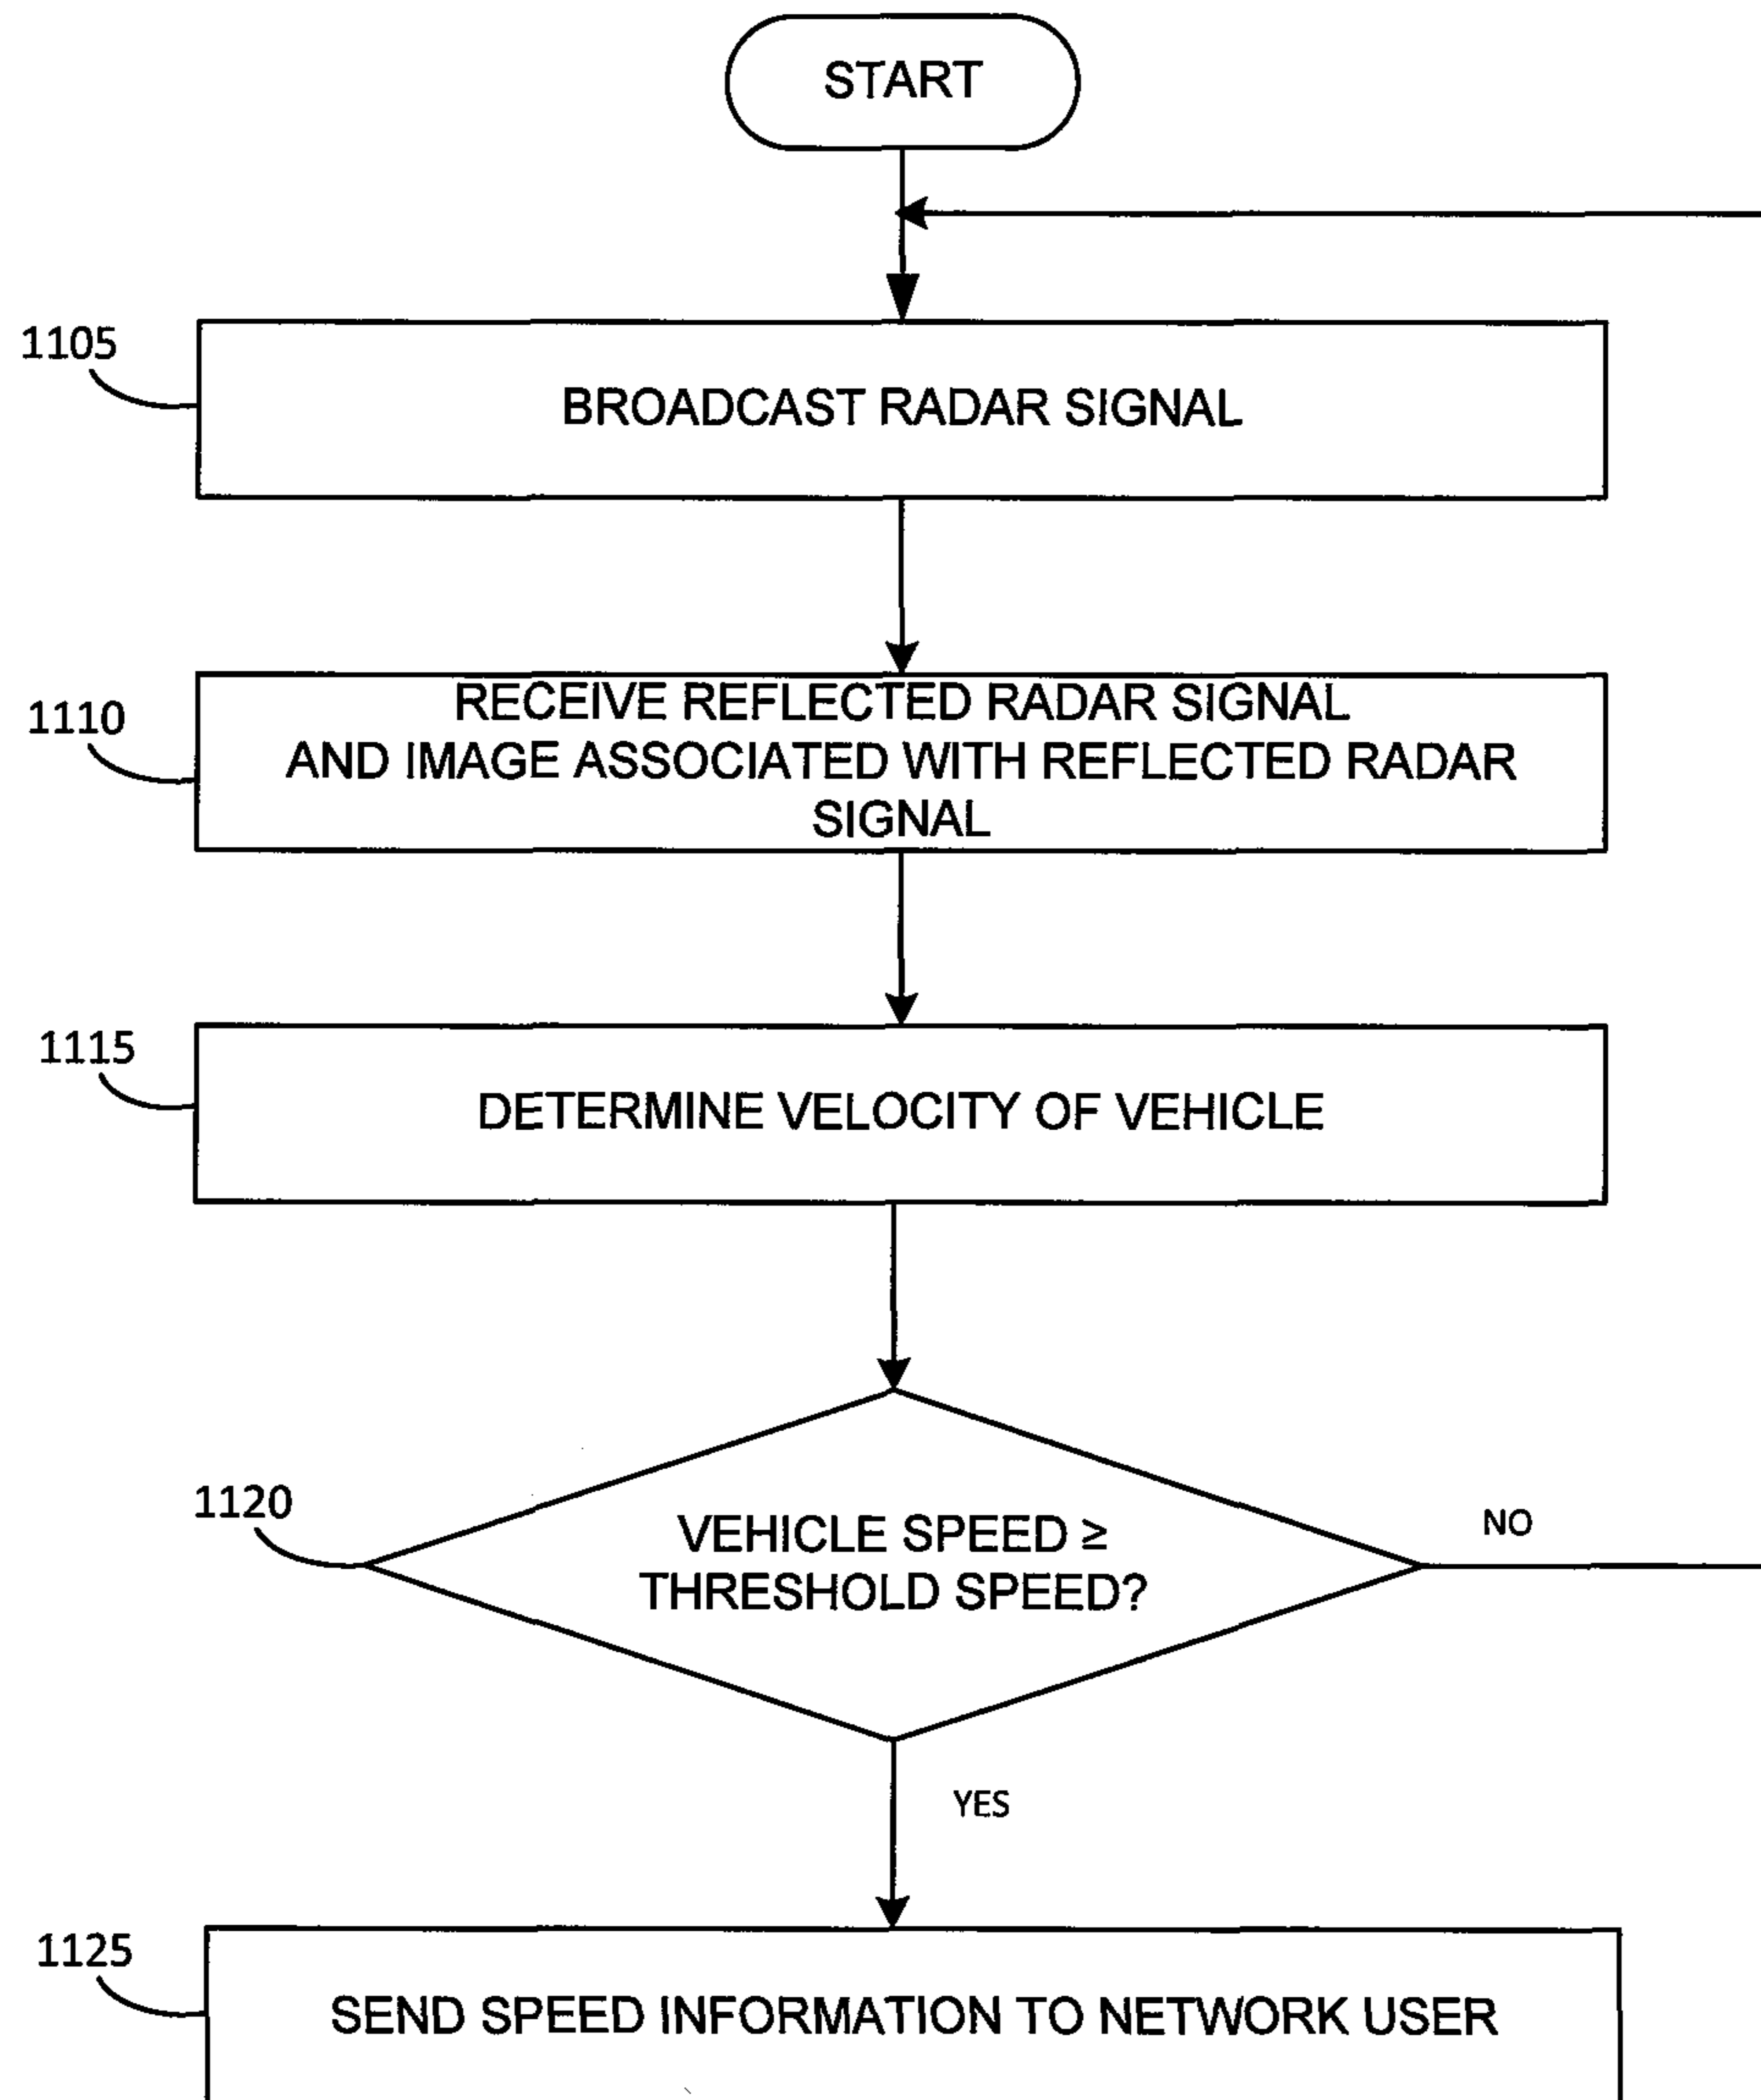 START
1105
BROADCAST RADAR SIGNAL
1110
RECEIVE REFLECTED RADAR SIGNAL
AND IMAGE ASSOCIATED WITH REFLECTED RADAR
SIGNAL
1115
DETERMINE VELOCITY OF VEHICLE
1120
VEHICLE SPEED ≥
THRESHOLD SPEED?
NO
YES
1125
SEND SPEED INFORMATION TO NETWORK USER